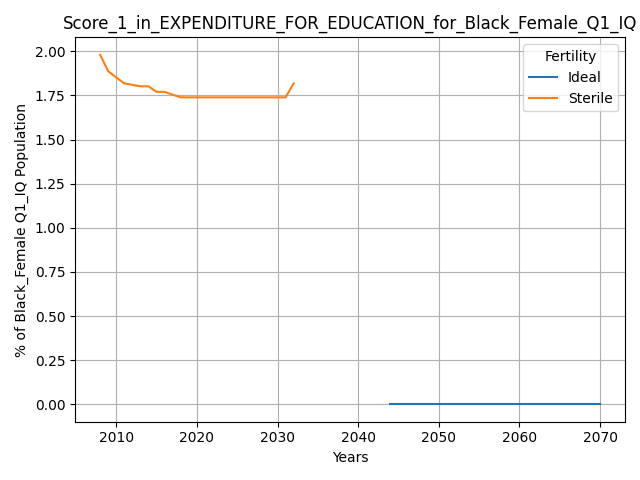 Score_1_in_EXPENDITURE_FOR_EDUCATION_for_Black_Female_Q1_IQ
% of Black_Female Q1_IQ Population
2.00
1.75
1.50
1.25
1.00
0.75
0.50
0.25
0.00
Fertility
Ideal
Sterile
2010 2020 2030 2040 2050 2060 2070
Years